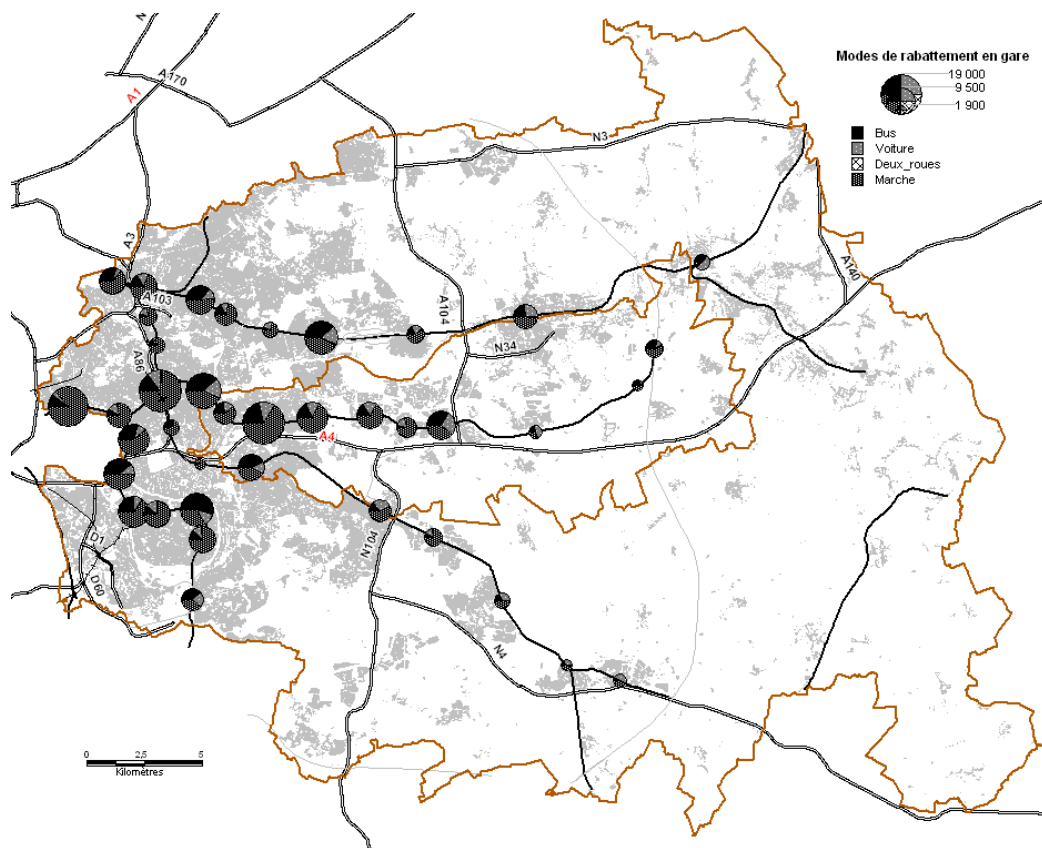 N
A170
A1
Modes de rabattement en gare
19 000
9 500
1 900
Bus
Voiture
Deux_roues
Marche
N3
A3
A140
A103
A104
A86
N34
A4
D1
N104
D60
N4
0 2,5 5
Kilomètres